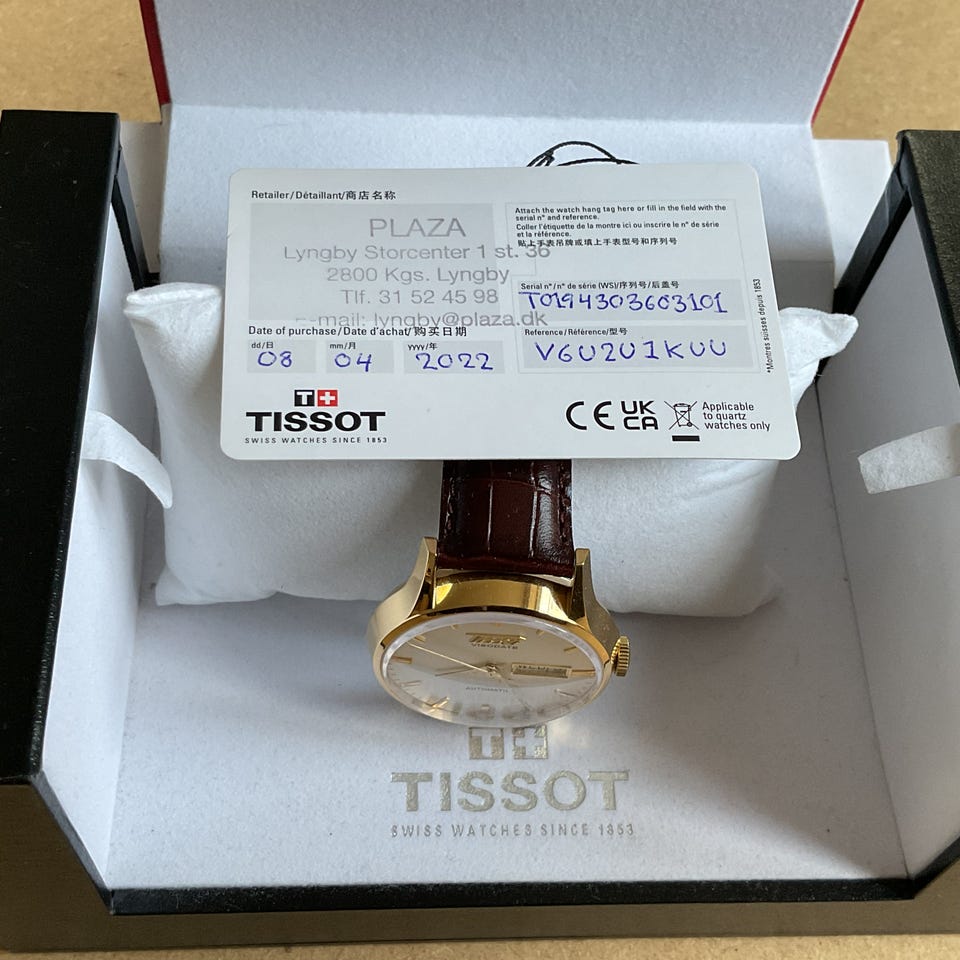 Retailer/Détaillant/商店名称
PLAZA
Lyngby Storcenter 1 st. 36
2800 Kgs. Lyngby
Tlf. 31 52 45 98
e-mail: lyngby@plaza.dk
Date of purchase/Date d'achat/购买日期
dd/日 mm/月 yyyy/年
08 04 2022
TISSOT
SWISS WATCHES SINCE 1853
Attach the watch hang tag here or fill in the field with the
serial n° and reference.
Coller l'étiquette de la montre ici ou inscrire le n° de série
et la référence.
贴上手表吊牌或填上手表型号和序列号
Serial n°/n° de série (WS)/序列号/后盖号
T0194303603101
Reference/Référence/型号
V6U2U1KUU
*Montres suisses depuis 1853
CE UK
CA
Applicable
to quartz
watches only
TISSOT
VISODATE
AUTOMATIC
TISSOT
SWISS WATCHES SINCE 1853